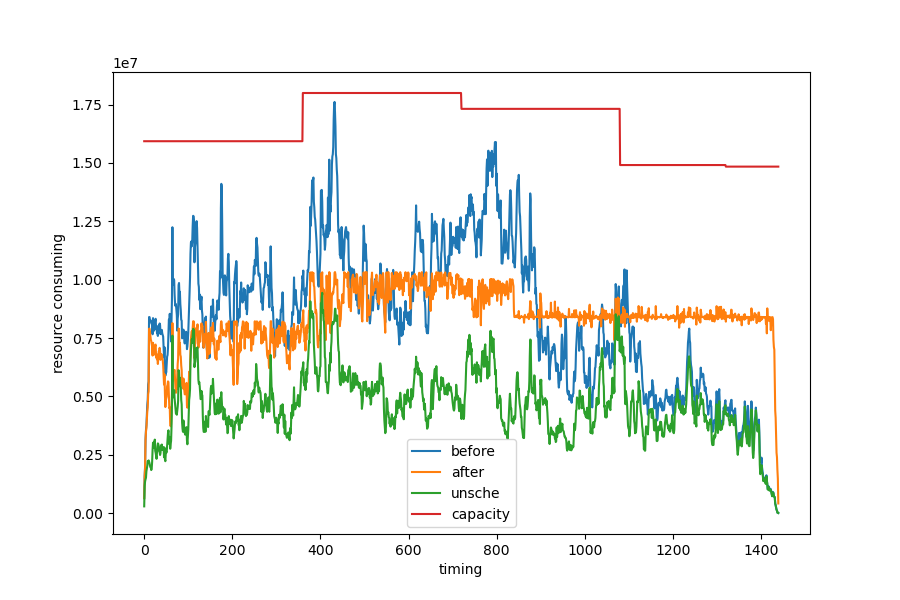 1e7
1.75
1.50
1.25
1.00
0.75
0.50
0.25
0.00
resource consuming
before
after
unsche
capacity
0 200 400 600 800 1000 1200 1400
timing